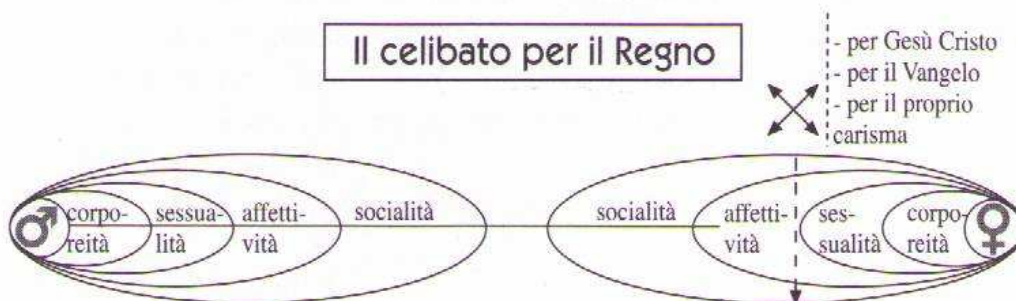 Il celibato per il Regno
- per Gesù Cristo
- per il Vangelo
- per il proprio
carisma
corpo-
reità
sessua-
lità
affetti-
vità
socialità
socialità
affetti-
vità
ses-
sualità
corpo-
reità